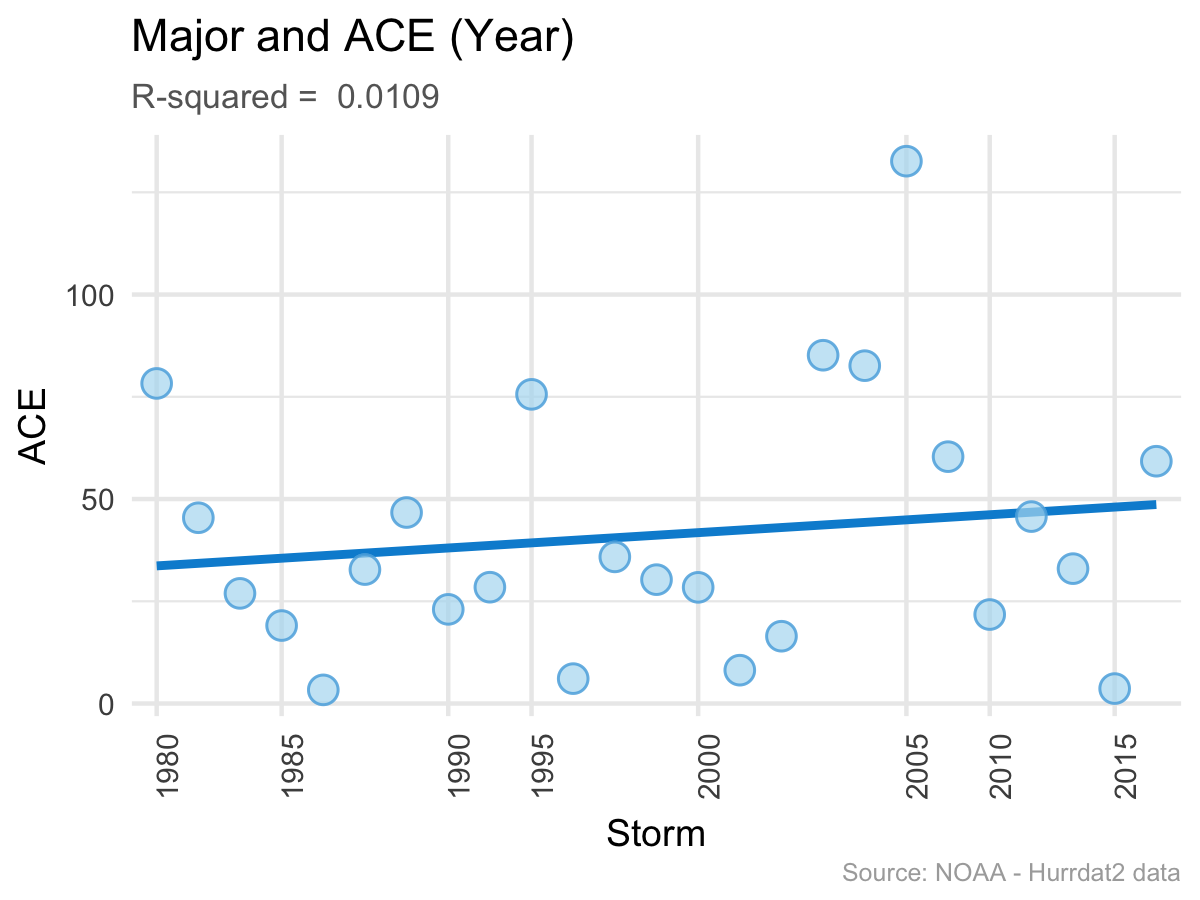 Major and ACE (Year)
R-squared =  0.0109
ACE
100
50
0
1980
1985
1990
1995
2000
2005
2010
2015
Storm
Source: NOAA - Hurrdat2 data